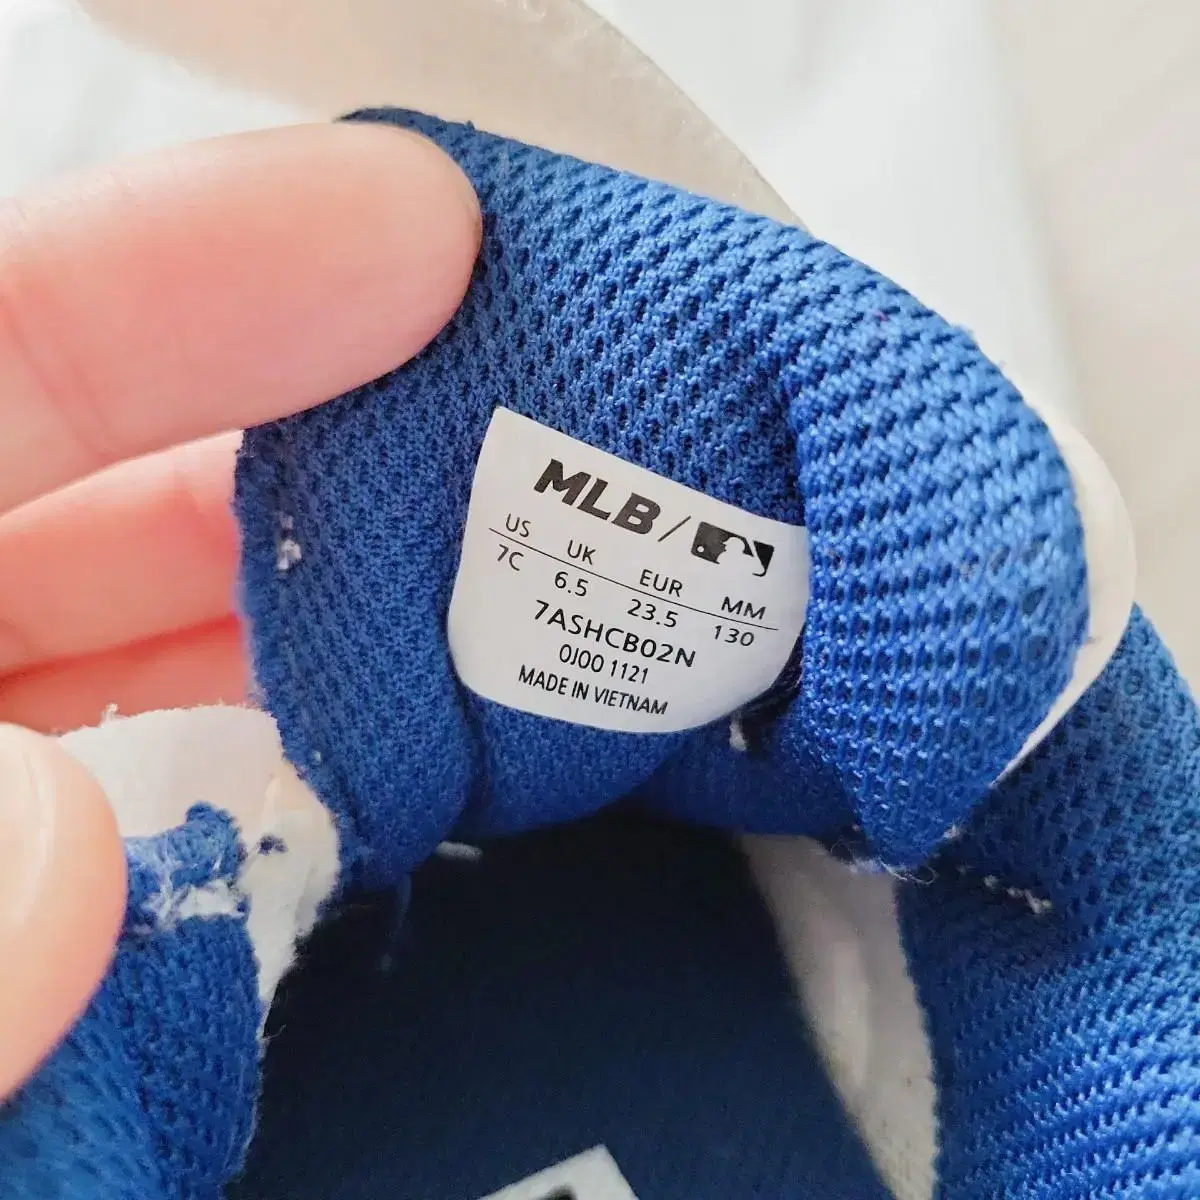 MLB /
US UK EUR MM
7C 6.5 23.5 130
7ASHCB02N
0J00 1121
MADE IN VIETNAM